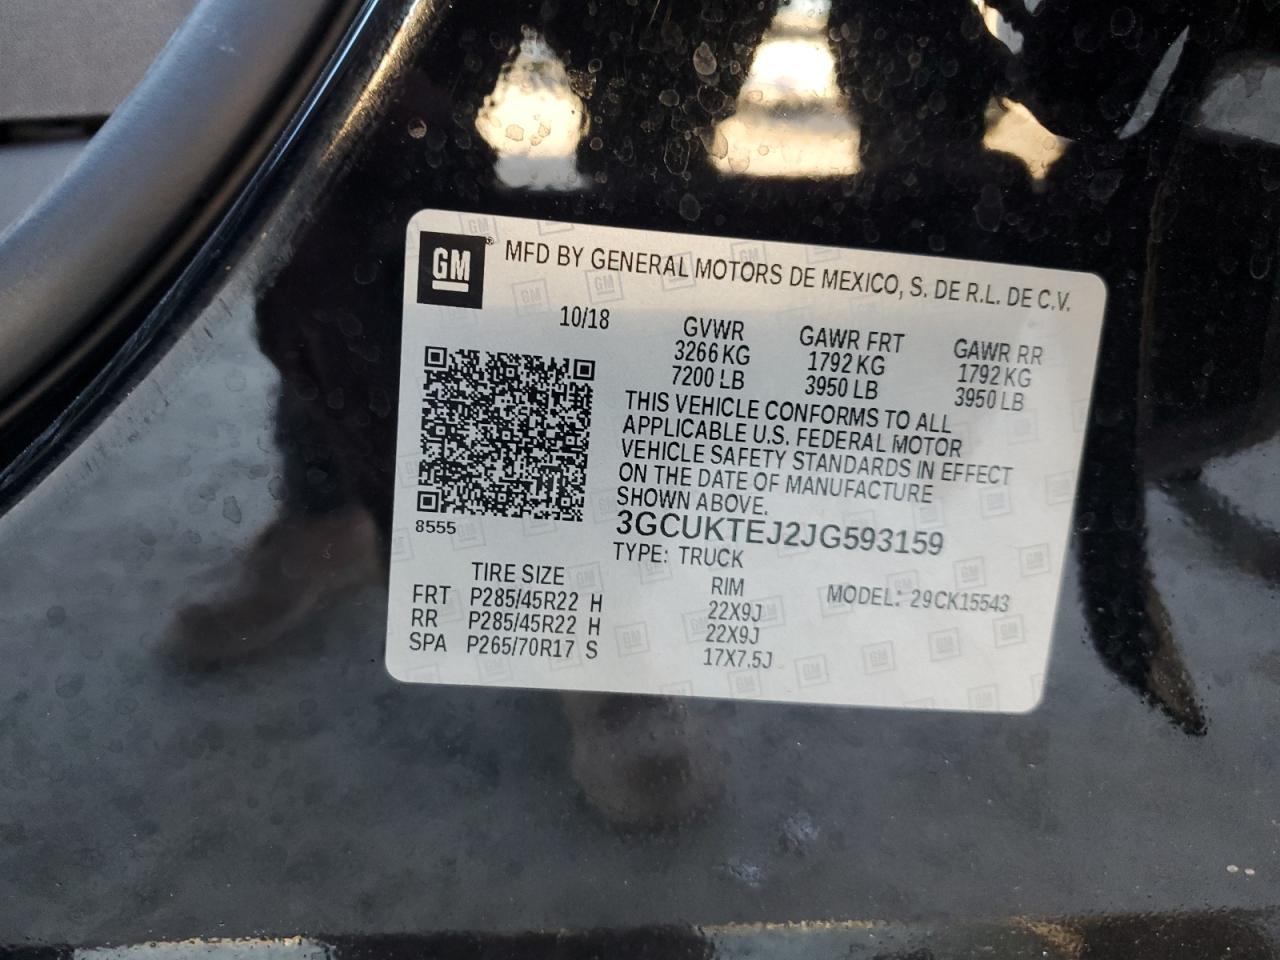 GM
MFD BY GENERAL MOTORS DE MEXICO, S. DE R.L. DE C.V.
10/18
GVWR GAWR FRT GAWR RR
3266 KG 1792 KG 1792 KG
7200 LB 3950 LB 3950 LB
THIS VEHICLE CONFORMS TO ALL
APPLICABLE U.S. FEDERAL MOTOR
VEHICLE SAFETY STANDARDS IN EFFECT
ON THE DATE OF MANUFACTURE
SHOWN ABOVE.
8555
3GCUKTEJ2JG593159
TYPE: TRUCK
TIRE SIZE RIM MODEL: 29CK15543
FRT P285/45R22 H 22X9J
RR P285/45R22 H 22X9J
SPA P265/70R17 S 17X7.5J